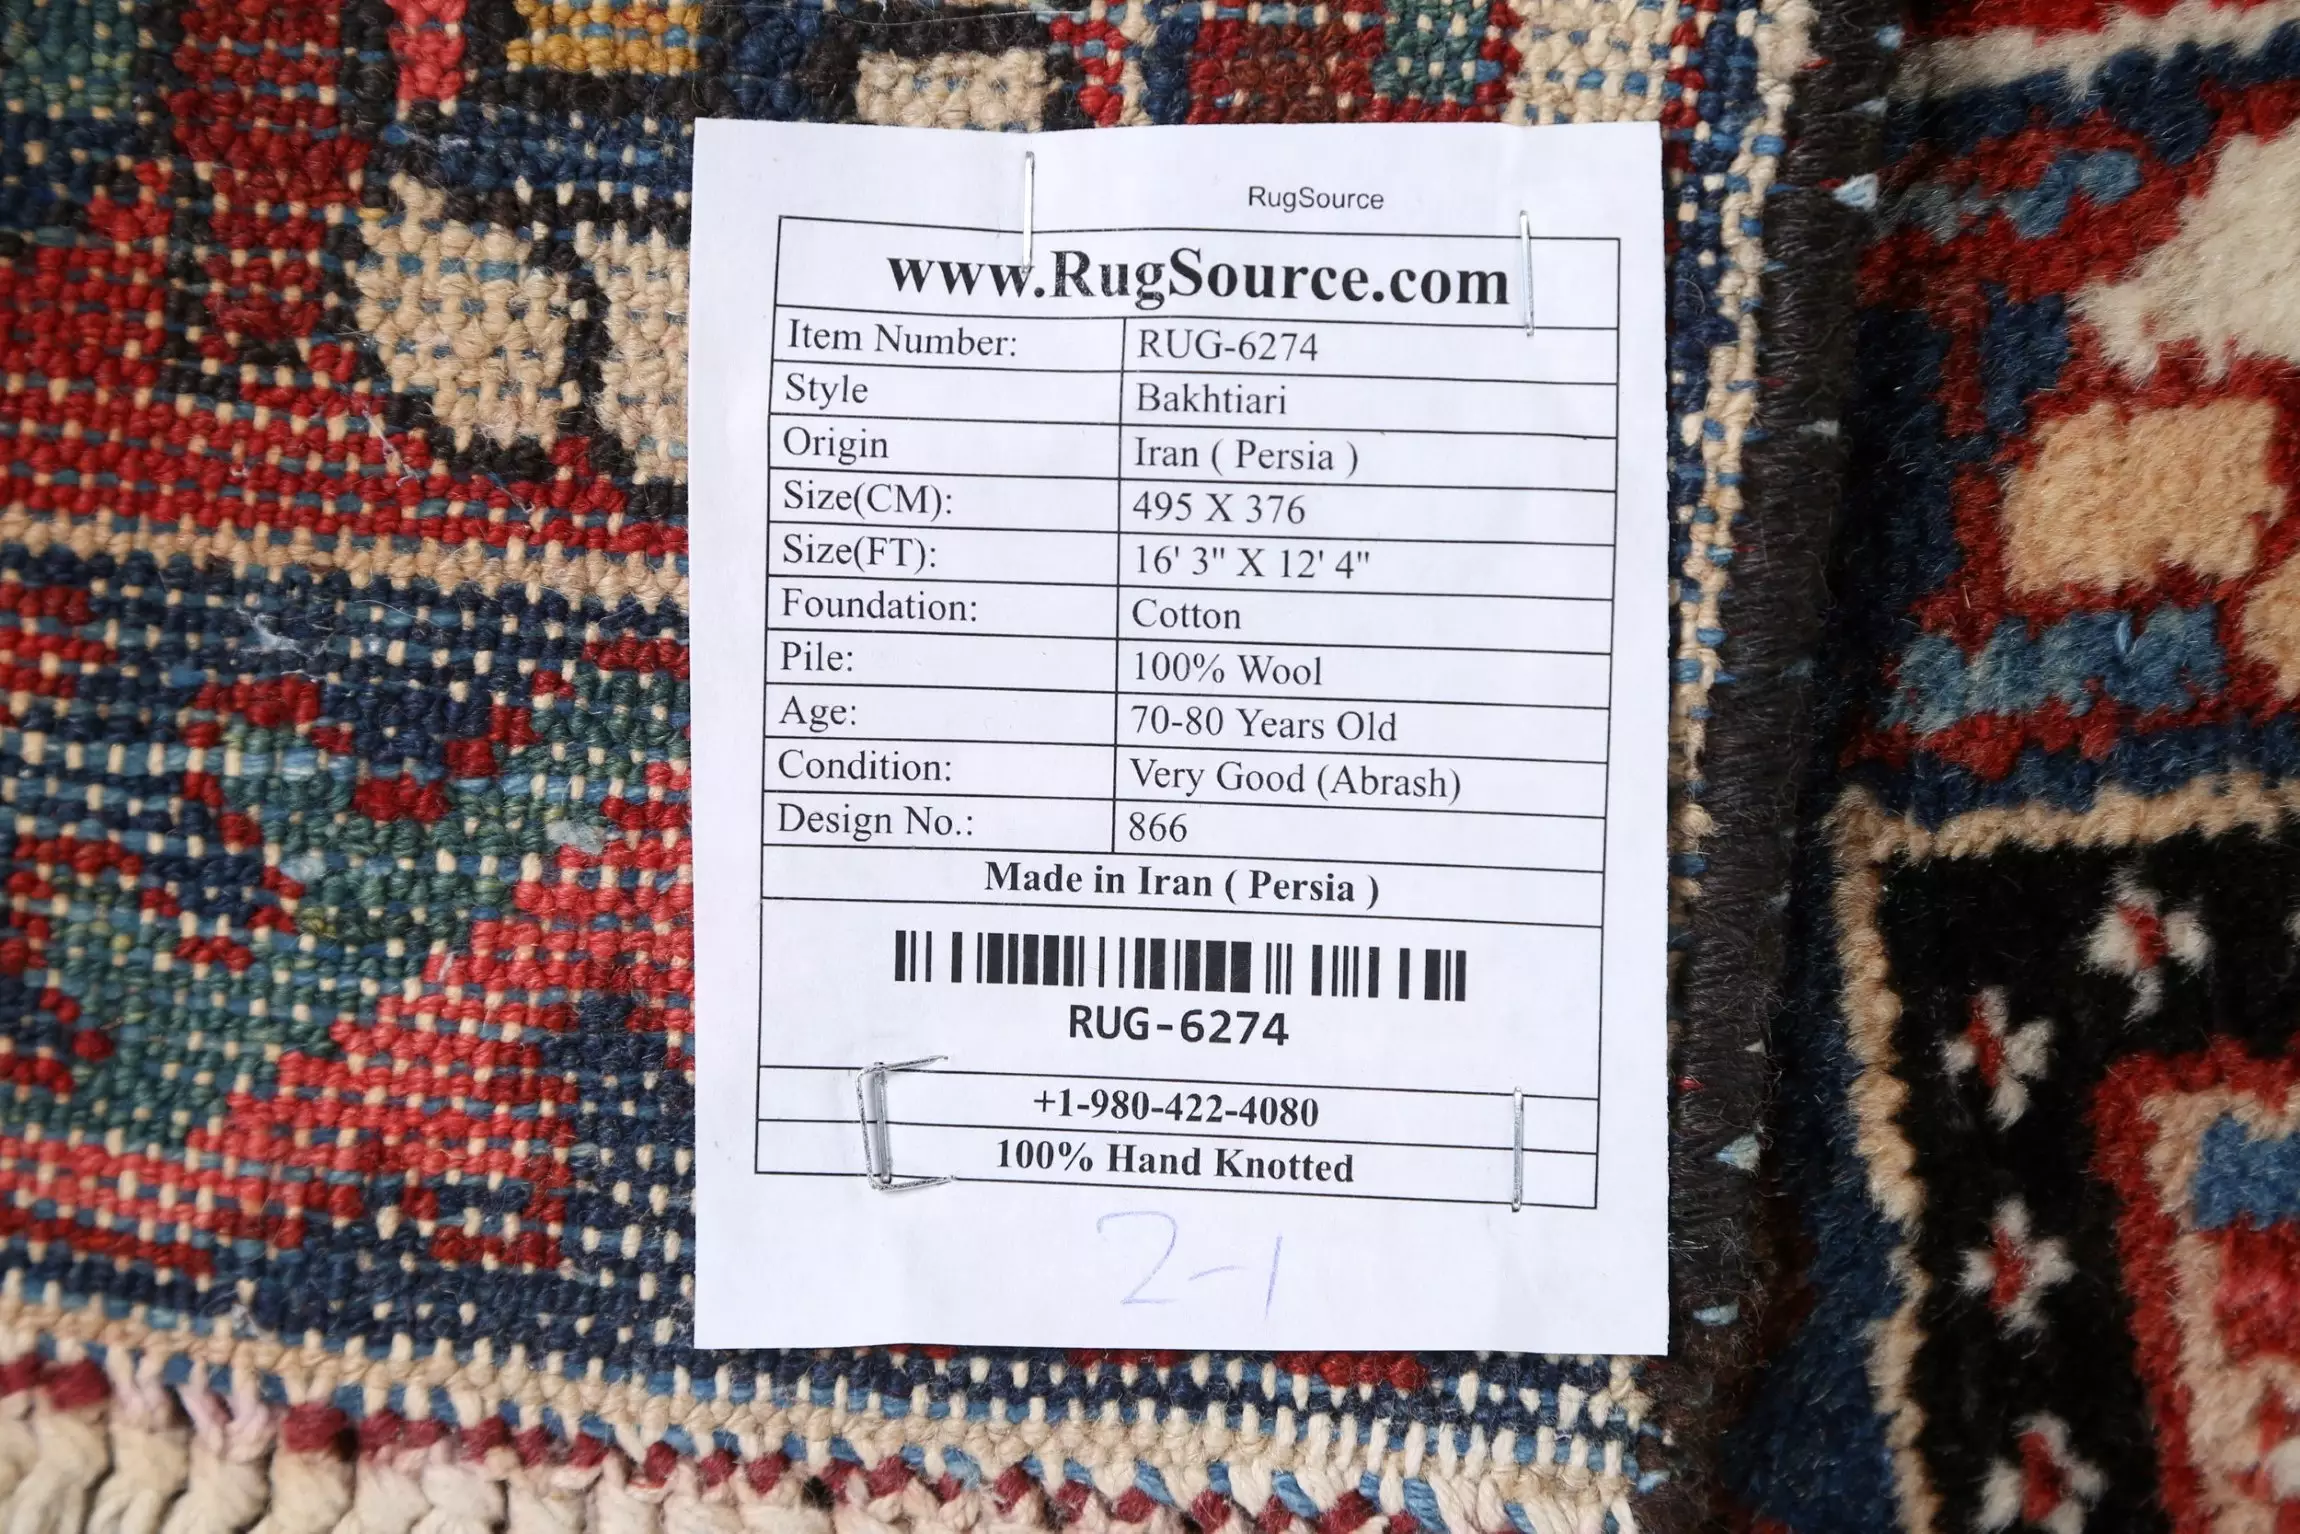 RugSource
www.RugSource.com
Item Number: RUG-6274
Style Bakhtiari
Origin Iran ( Persia )
Size(CM): 495 X 376
Size(FT): 16' 3" X 12' 4"
Foundation: Cotton
Pile: 100% Wool
Age: 70-80 Years Old
Condition: Very Good (Abrash)
Design No.: 866
Made in Iran ( Persia )
RUG-6274
+1-980-422-4080
100% Hand Knotted
2-1